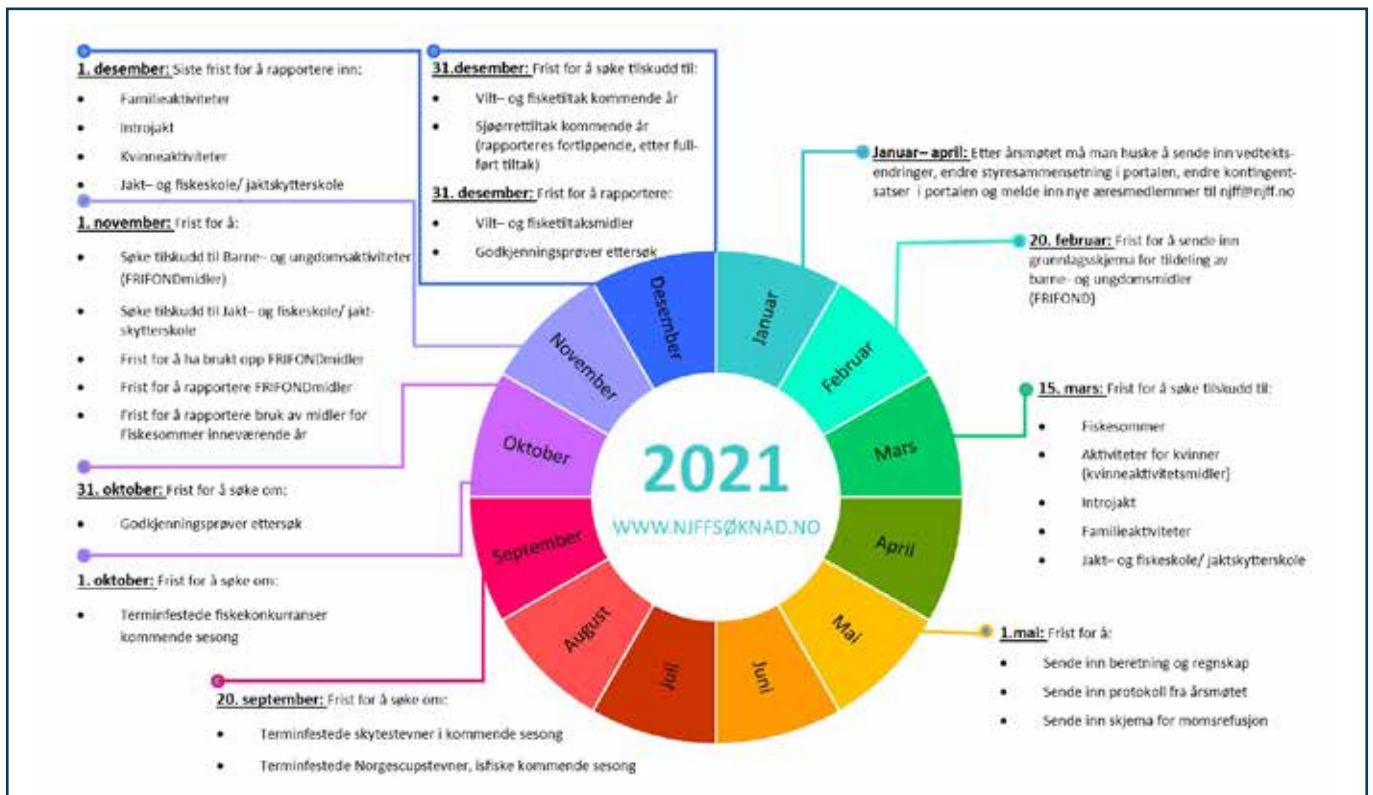 1. desember: Siste frist for å rapportere inn:
• Familieaktiviteter
• Introjakt
• Kvinneaktiviteter
• Jakt– og fiskeskole/ jaktskytterskole
1. november: Frist for å:
• Søke tilskudd til Barne– og ungdomsaktiviteter
(FRIFONDmidler)
• Søke tilskudd til Jakt– og fiskeskole/ jakt-
skytterskole
• Frist for å ha brukt opp FRIFONDmidler
• Frist for å rapportere FRIFONDmidler
• Frist for å rapportere bruk av midler for
Fiskesommer inneværende år
31. oktober: Frist for å søke om:
• Godkjenningsprøver ettersøk
1. oktober: Frist for å søke om:
• Terminfestede fiskekonkurranser
kommende sesong
20. september: Frist for å søke om:
• Terminfestede skytestevner i kommende sesong
• Terminfestede Norgescupstevner, isfiske kommende sesong
31.desember: Frist for å søke tilskudd til:
• Vilt– og fisketiltak kommende år
• Sjøørrettiltak kommende år
(rapporteres fortløpende, etter full-
ført tiltak)
31. desember: Frist for å rapportere:
• Vilt– og fisketiltaksmidler
• Godkjenningsprøver ettersøk
Januar– april: Etter årsmøtet må man huske å sende inn vedtekts-
endringer, endre styresammensetning i portalen, endre kontingent-
satser i portalen og melde inn nye æresmedlemmer til njff@njff.no
20. februar: Frist for å sende inn
grunnlagsskjema for tildeling av
barne- og ungdomsmidler
(FRIFOND)
15. mars: Frist for å søke tilskudd til:
• Fiskesommer
• Aktiviteter for kvinner
(kvinneaktivitetsmidler)
• Introjakt
• Familieaktiviteter
• Jakt– og fiskeskole/ jaktskytterskole
1.mai: Frist for å:
• Sende inn beretning og regnskap
• Sende inn protokoll fra årsmøtet
• Sende inn skjema for momsrefusjon
Januar
Februar
Mars
April
Mai
Juni
Juli
August
September
Oktober
November
Desember
2021
WWW.NJFFSØKNAD.NO